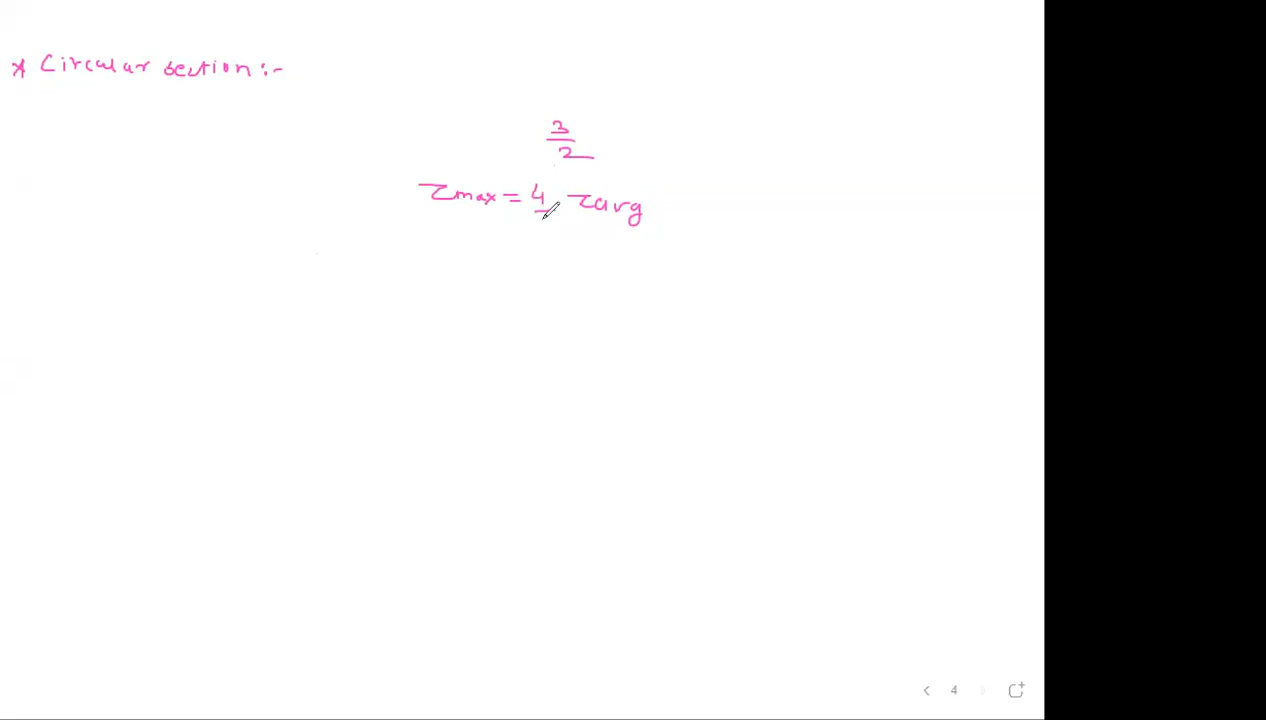 * Circular section :-
3/2
τmax = 4 τavg
4